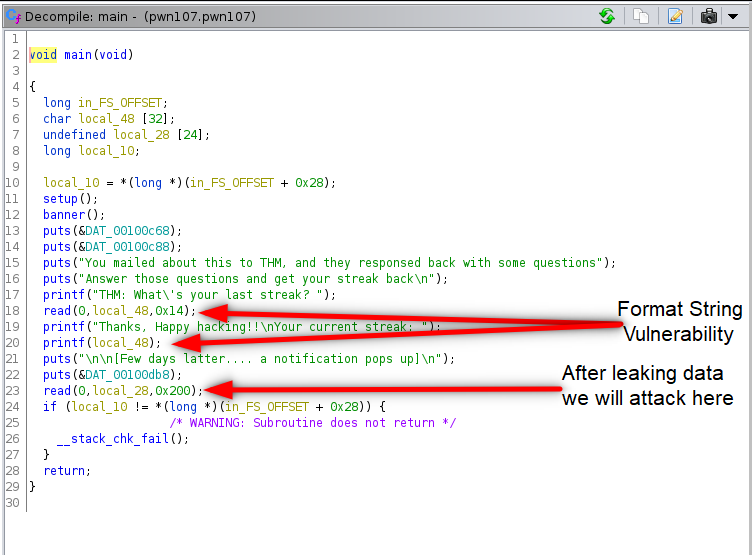 Decompile: main - (pwn107.pwn107)
1
2 void main(void)
3
4 {
5 long in_FS_OFFSET;
6 char local_48 [32];
7 undefined local_28 [24];
8 long local_10;
9
10 local_10 = *(long *)(in_FS_OFFSET + 0x28);
11 setup();
12 banner();
13 puts(&DAT_00100c68);
14 puts(&DAT_00100c88);
15 puts("You mailed about this to THM, and they responsed back with some questions");
16 puts("Answer those questions and get your streak back\n");
17 printf("THM: What\'s your last streak? ");
18 read(0,local_48,0x14);
19 printf("Thanks, Happy hacking!!\nYour current streak: ");
20 printf(local_48);
21 puts("\n\n[Few days latter.... a notification pops up]\n");
22 puts(&DAT_00100db8);
23 read(0,local_28,0x200);
24 if (local_10 != *(long *)(in_FS_OFFSET + 0x28)) {
25 /* WARNING: Subroutine does not return */
26 __stack_chk_fail();
27 }
28 return;
29 }
30
Format String
Vulnerability
After leaking data
we will attack here